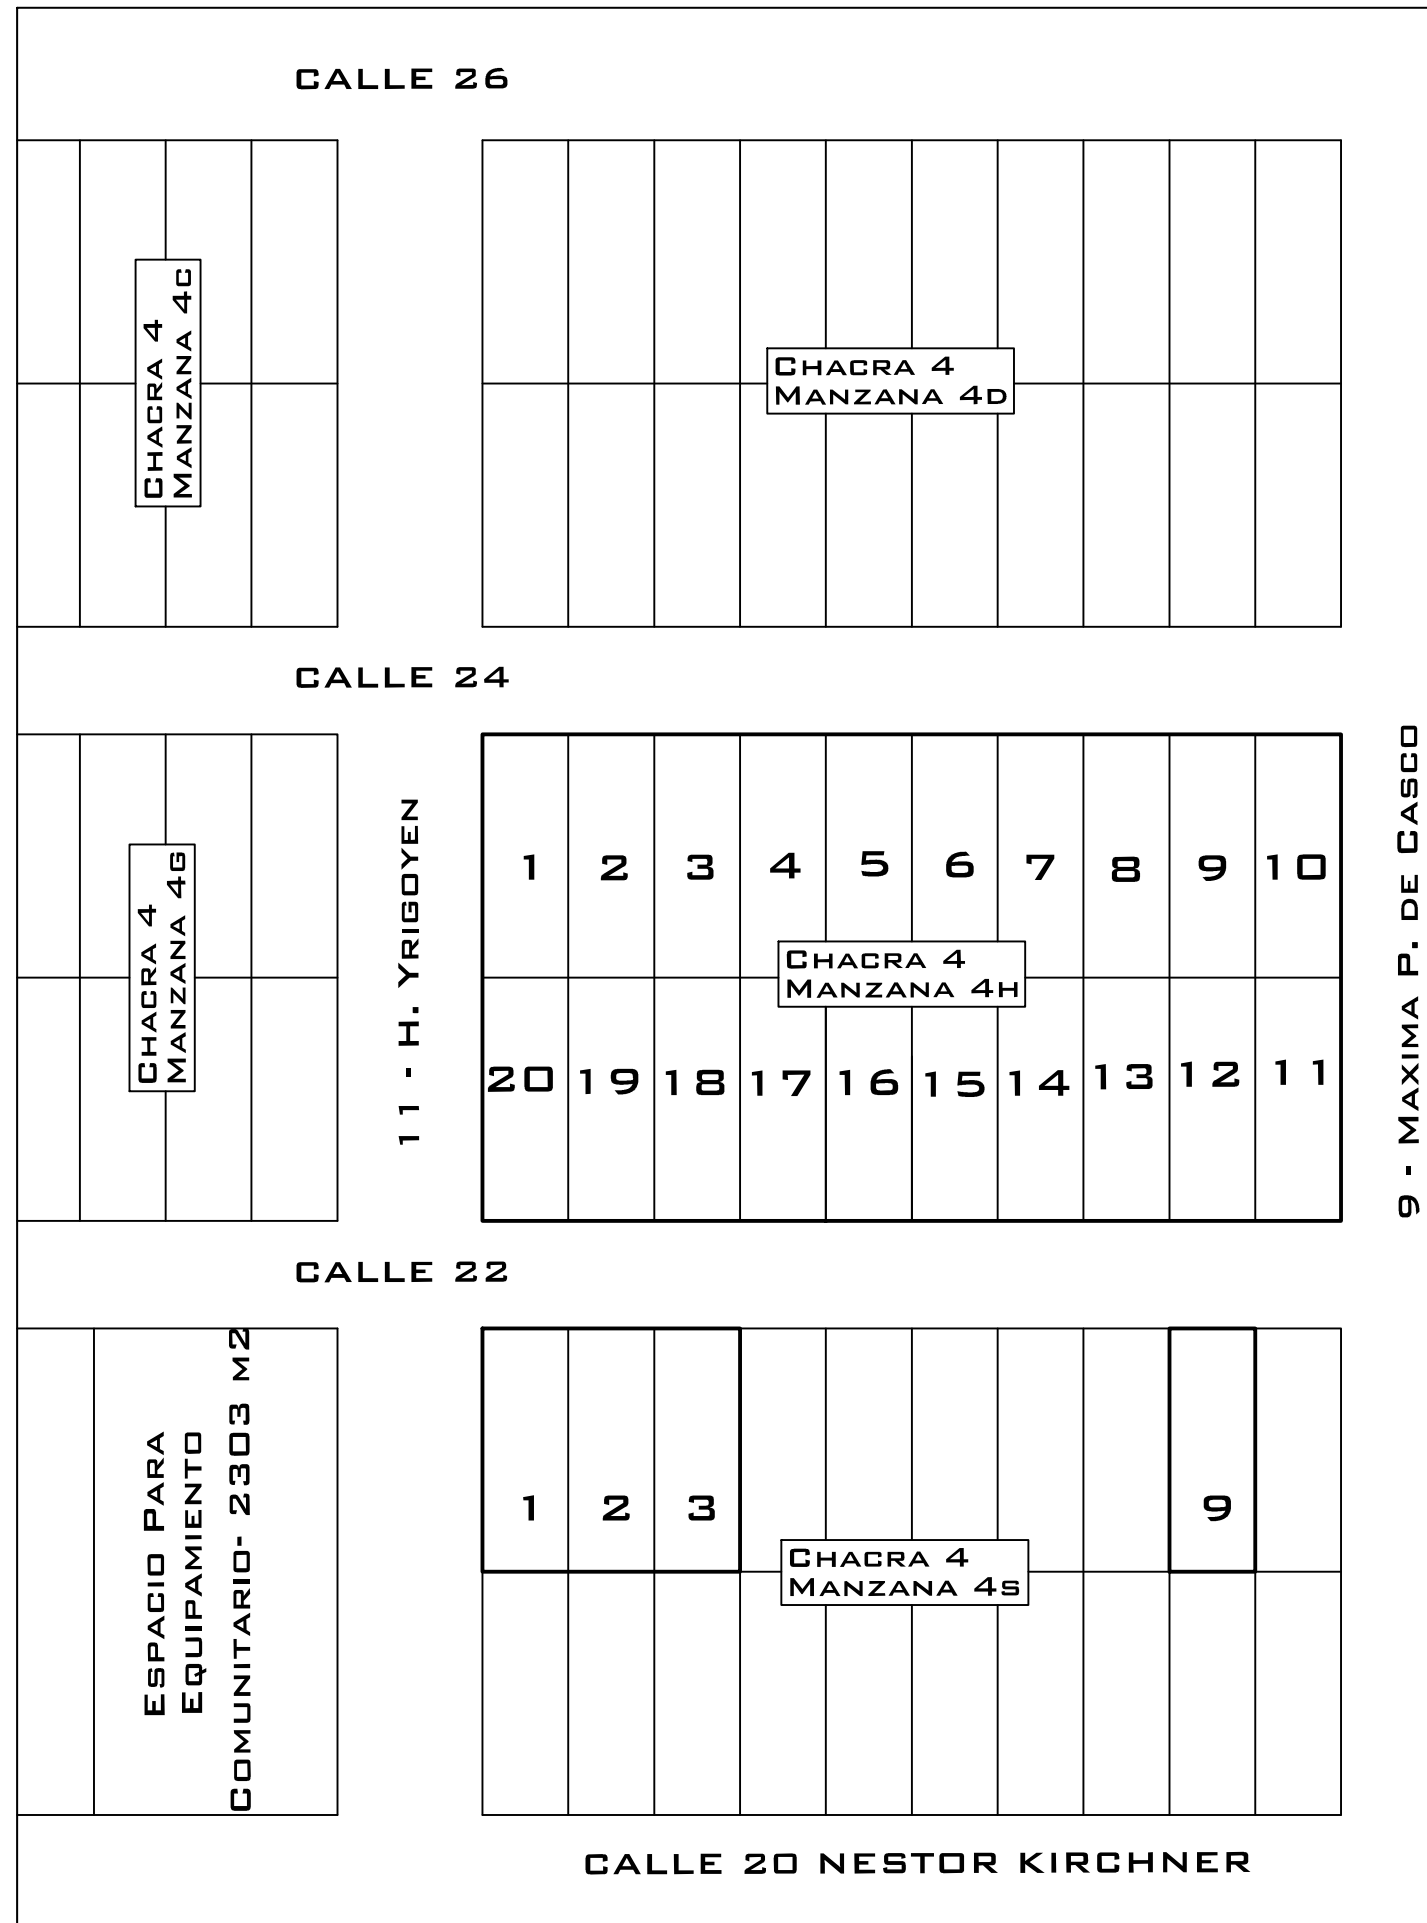 CALLE 26
CHACRA 4
MANZANA 4C
CHACRA 4
MANZANA 4D
CALLE 24
CHACRA 4
MANZANA 4G
11 - H. YRIGOYEN
1 2 3 4 5 6 7 8 9 10
CHACRA 4
MANZANA 4H
20 19 18 17 16 15 14 13 12 11
9 - MAXIMA P. DE CASCO
CALLE 22
ESPACIO PARA
EQUIPAMIENTO
COMUNITARIO- 2303 M2
1 2 3 9
CHACRA 4
MANZANA 4S
CALLE 20 NESTOR KIRCHNER